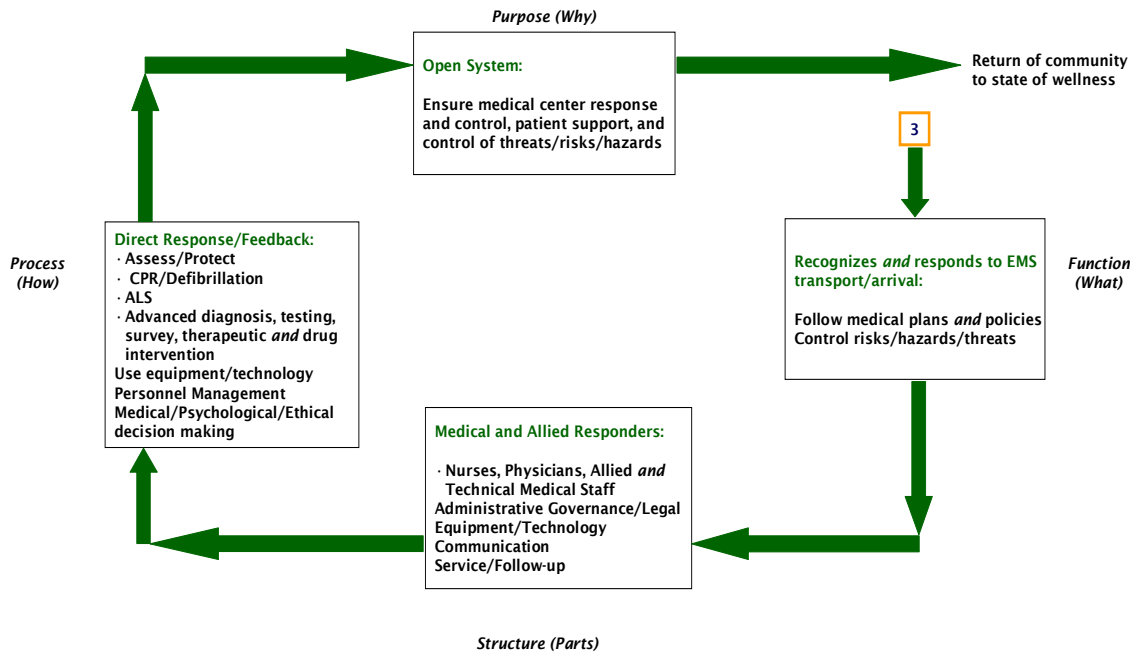 Purpose (Why)
Open System:
Ensure medical center response
and control, patient support, and
control of threats/risks/hazards
Return of community
to state of wellness
3
Recognizes and responds to EMS
transport/arrival:
Follow medical plans and policies
Control risks/hazards/threats
Function
(What)
Medical and Allied Responders:
· Nurses, Physicians, Allied and
Technical Medical Staff
Administrative Governance/Legal
Equipment/Technology
Communication
Service/Follow-up
Structure (Parts)
Direct Response/Feedback:
· Assess/Protect
· CPR/Defibrillation
· ALS
· Advanced diagnosis, testing,
survey, therapeutic and drug
intervention
Use equipment/technology
Personnel Management
Medical/Psychological/Ethical
decision making
Process
(How)